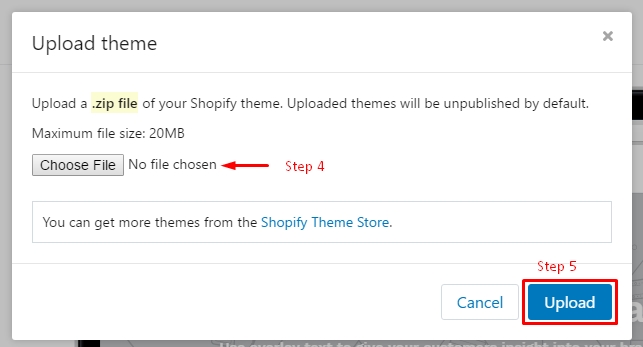 Upload theme
×
Upload a .zip file of your Shopify theme. Uploaded themes will be unpublished by default.
Maximum file size: 20MB
Choose File No file chosen Step 4
You can get more themes from the Shopify Theme Store.
Step 5
Cancel Upload